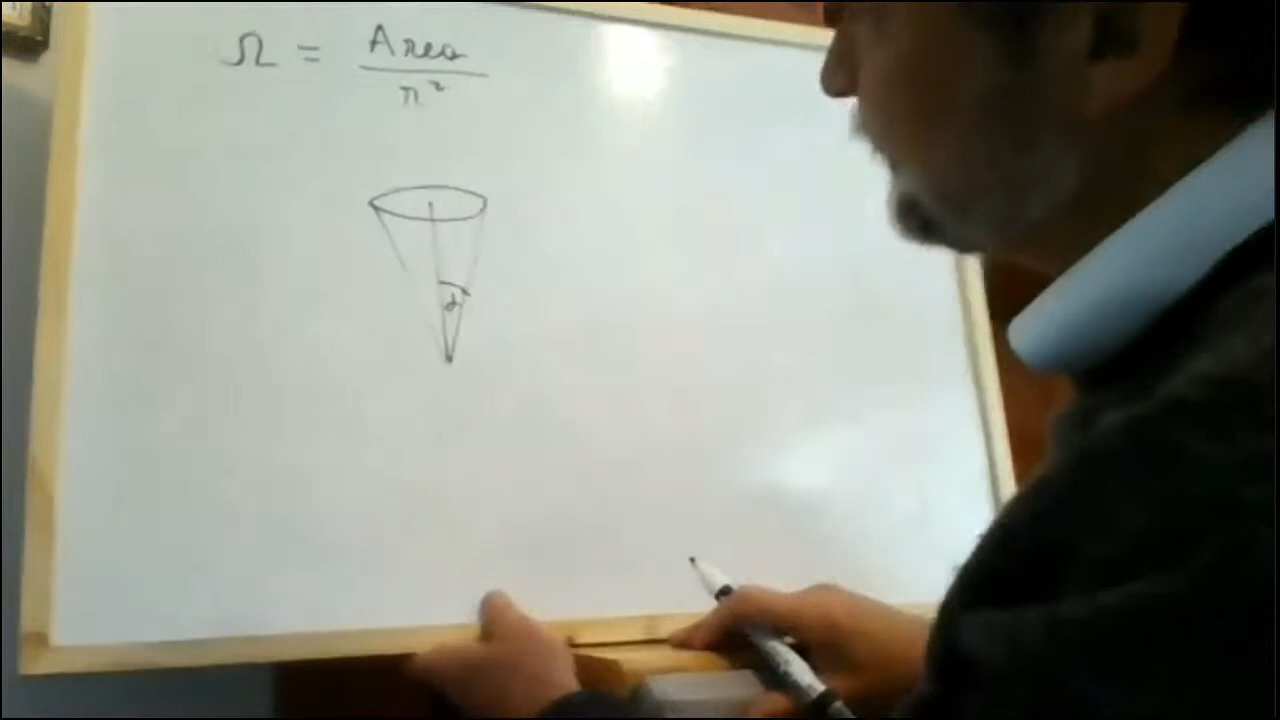 Ω = Area / r²
α